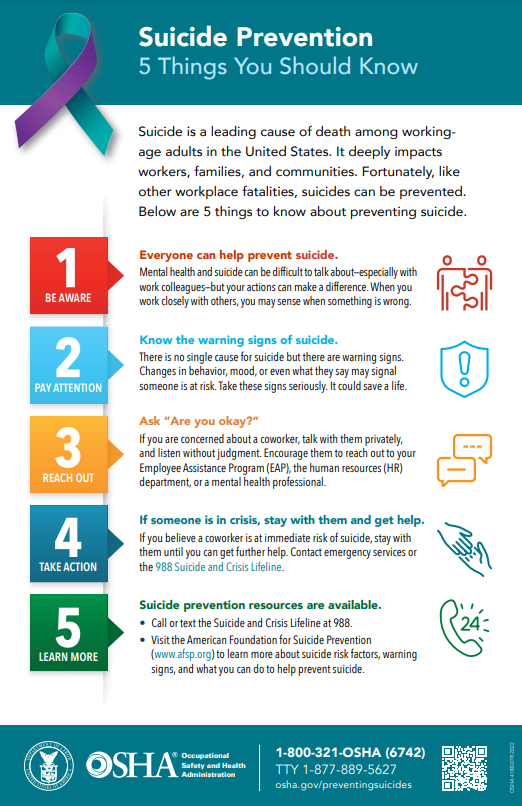 Suicide Prevention
5 Things You Should Know
Suicide is a leading cause of death among working-
age adults in the United States. It deeply impacts
workers, families, and communities. Fortunately, like
other workplace fatalities, suicides can be prevented.
Below are 5 things to know about preventing suicide.
1
BE AWARE
Everyone can help prevent suicide.
Mental health and suicide can be difficult to talk about—especially with
work colleagues—but your actions can make a difference. When you
work closely with others, you may sense when something is wrong.
2
PAY ATTENTION
Know the warning signs of suicide.
There is no single cause for suicide but there are warning signs.
Changes in behavior, mood, or even what they say may signal
someone is at risk. Take these signs seriously. It could save a life.
3
REACH OUT
Ask “Are you okay?”
If you are concerned about a coworker, talk with them privately,
and listen without judgment. Encourage them to reach out to your
Employee Assistance Program (EAP), the human resources (HR)
department, or a mental health professional.
4
TAKE ACTION
If someone is in crisis, stay with them and get help.
If you believe a coworker is at immediate risk of suicide, stay with
them until you can get further help. Contact emergency services or
the 988 Suicide and Crisis Lifeline.
5
LEARN MORE
Suicide prevention resources are available.
• Call or text the Suicide and Crisis Lifeline at 988.
• Visit the American Foundation for Suicide Prevention
(www.afsp.org) to learn more about suicide risk factors, warning
signs, and what you can do to help prevent suicide.
24
OSHA®
Occupational
Safety and Health
Administration
1-800-321-OSHA (6742)
TTY 1-877-889-5627
osha.gov/preventingsuicides